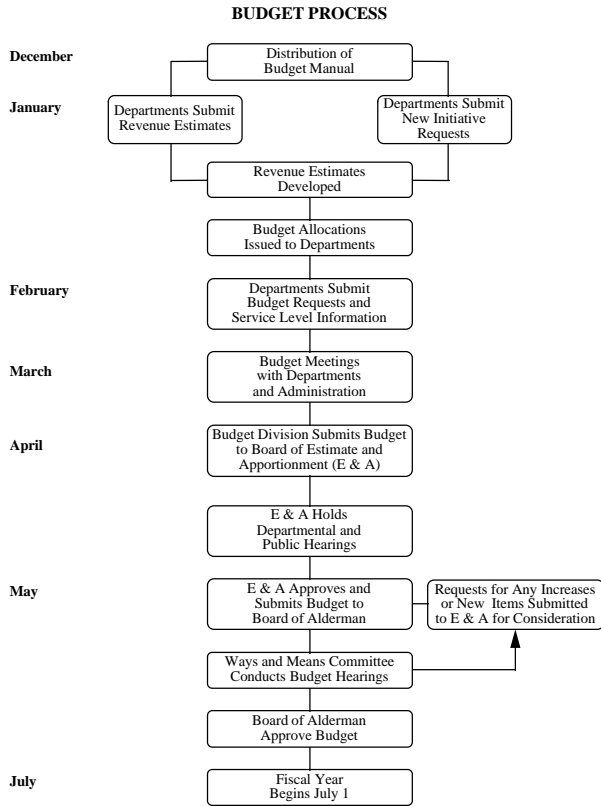 BUDGET PROCESS
December
Distribution of
Budget Manual
January
Departments Submit
Revenue Estimates
Departments Submit
New Initiative
Requests
Revenue Estimates
Developed
Budget Allocations
Issued to Departments
February
Departments Submit
Budget Requests and
Service Level Information
March
Budget Meetings
with Departments
and Administration
April
Budget Division Submits Budget
to Board of Estimate and
Apportionment (E & A)
E & A Holds
Departmental and
Public Hearings
May
E & A Approves and
Submits Budget to
Board of Alderman
Requests for Any Increases
or New Items Submitted
to E & A for Consideration
Ways and Means Committee
Conducts Budget Hearings
Board of Alderman
Approve Budget
July
Fiscal Year
Begins July 1